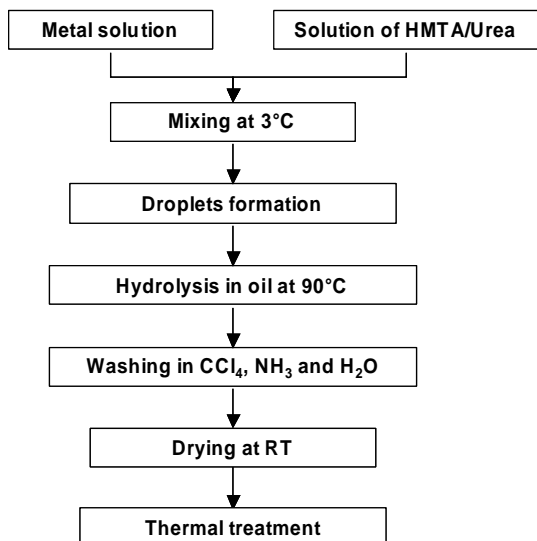 Metal solution
Solution of HMTA/Urea
Mixing at 3°C
Droplets formation
Hydrolysis in oil at 90°C
Washing in CCl₄, NH₃ and H₂O
Drying at RT
Thermal treatment